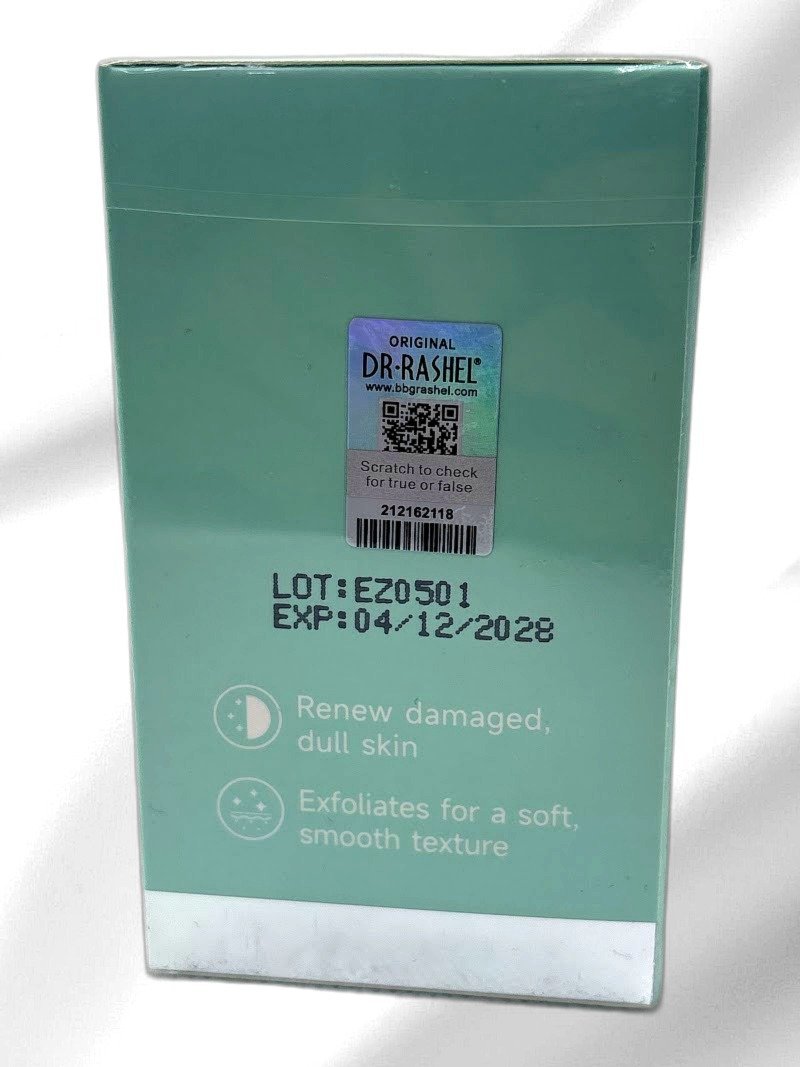 ORIGINAL
DR·RASHEL®
www.bbgrashel.com
Scratch to check
for true or false
212162118
LOT:EZ0501
EXP:04/12/2028
Renew damaged,
dull skin
Exfoliates for a soft,
smooth texture